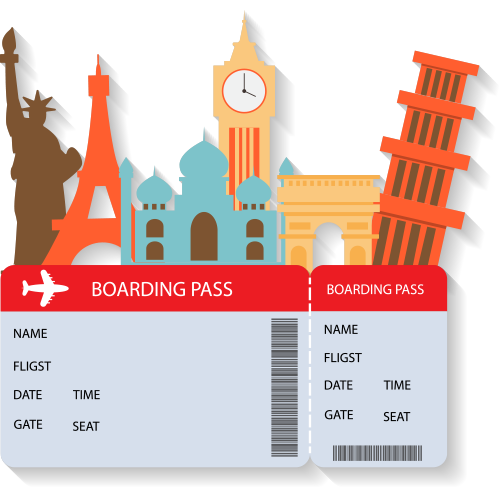 BOARDING PASS
NAME
FLIGST
DATE TIME
GATE SEAT
BOARDING PASS
NAME
FLIGST
DATE TIME
GATE SEAT